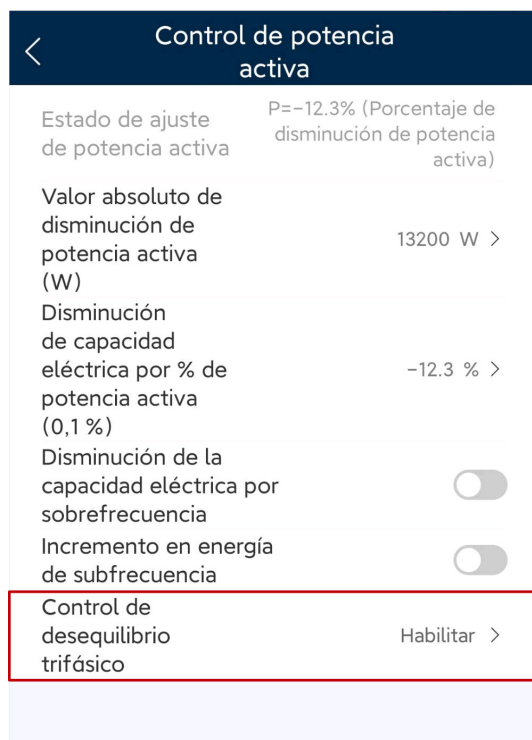 Control de potencia
activa
Estado de ajuste
de potencia activa
P=−12.3% (Porcentaje de
disminución de potencia
activa)
Valor absoluto de
disminución de
potencia activa
(W)
13200 W >
Disminución
de capacidad
eléctrica por % de
potencia activa
(0,1 %)
−12.3 % >
Disminución de la
capacidad eléctrica por
sobrefrecuencia
Incremento en energía
de subfrecuencia
Control de
desequilibrio
trifásico
Habilitar >